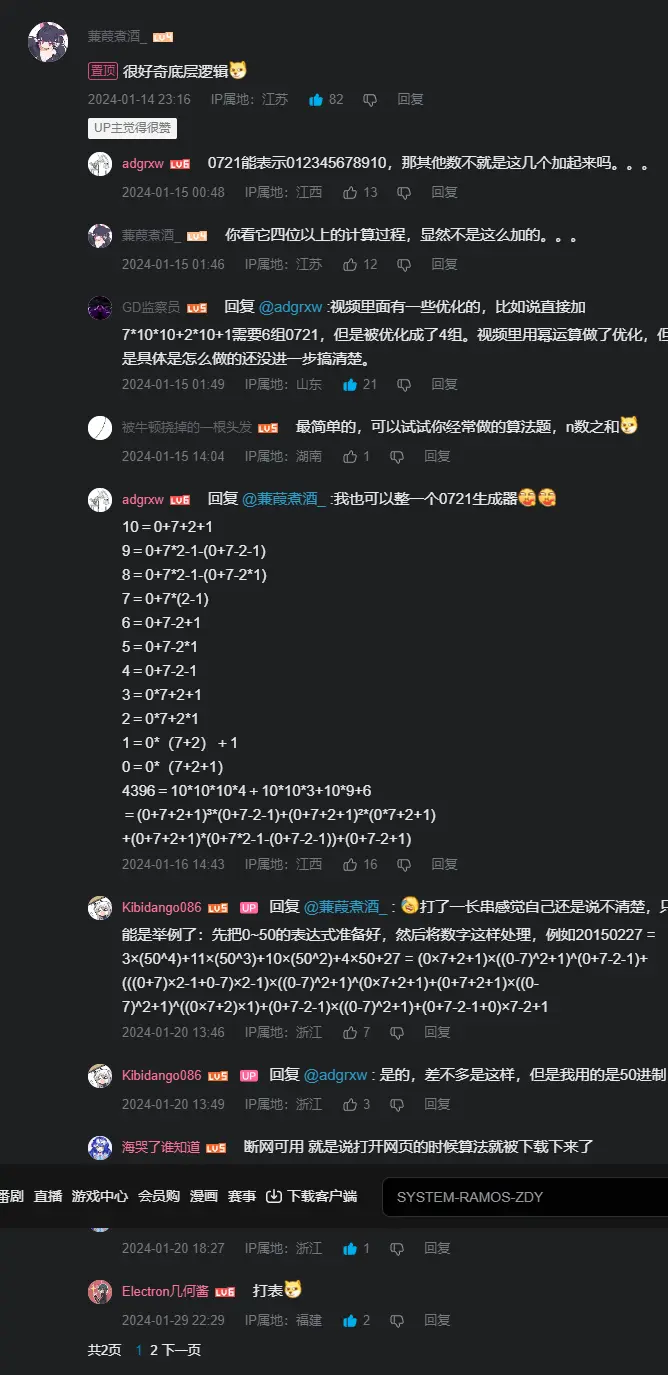 蒹葭煮酒_ LV4
置顶 很好奇底层逻辑
2024-01-14 23:16 IP属地：江苏 82 回复
UP主觉得很赞
adgrxw LV6 0721能表示012345678910，那其他数不就是这几个加起来吗。。。
2024-01-15 00:48 IP属地：江西 13 回复
蒹葭煮酒_ LV4 你看它四位以上的计算过程，显然不是这么加的。。。
2024-01-15 01:46 IP属地：江苏 12 回复
GD监察员 LV5 回复 @adgrxw :视频里面有一些优化的，比如说直接加
7*10*10+2*10+1需要6组0721，但是被优化成了4组。视频里用幂运算做了优化，但
是具体是怎么做的还没进一步搞清楚。
2024-01-15 01:49 IP属地：山东 21 回复
被牛顿挠掉的一根头发 LV5 最简单的，可以试试你经常做的算法题，n数之和
2024-01-15 14:04 IP属地：湖南 1 回复
adgrxw LV6 回复 @蒹葭煮酒_ :我也可以整一个0721生成器
10＝0+7+2+1
9＝0+7*2-1-(0+7-2-1)
8＝0+7*2-1-(0+7-2*1)
7＝0+7*(2-1)
6＝0+7-2+1
5＝0+7-2*1
4＝0+7-2-1
3＝0*7+2+1
2＝0*7+2*1
1＝0*（7+2）＋1
0＝0*（7+2+1)
4396＝10*10*10*4＋10*10*3+10*9+6
＝(0+7+2+1)³*(0+7-2-1)+(0+7+2+1)²*(0*7+2+1)
+(0+7+2+1)*(0+7*2-1-(0+7-2-1))+(0+7-2+1)
2024-01-16 14:43 IP属地：江西 16 回复
Kibidango086 LV5 UP 回复 @蒹葭煮酒_ : 打了一长串感觉自己还是说不清楚，只
能是举例了：先把0~50的表达式准备好，然后将数字这样处理，例如20150227 =
3×(50^4)+11×(50^3)+10×(50^2)+4×50+27 = (0×7+2+1)×((0-7)^2+1)^(0+7-2-1)+
(((0+7)×2-1+0-7)×2-1)×((0-7)^2+1)^(0×7+2+1)+(0+7+2+1)×((0-
7)^2+1)^((0×7+2)×1)+(0+7-2-1)×((0-7)^2+1)+(0+7-2-1+0)×7-2+1
2024-01-20 13:46 IP属地：浙江 7 回复
Kibidango086 LV5 UP 回复 @adgrxw : 是的，差不多是这样，但是我用的是50进制
2024-01-20 13:49 IP属地：浙江 3 回复
海哭了谁知道 LV5 断网可用 就是说打开网页的时候算法就被下载下来了
番剧 直播 游戏中心 会员购 漫画 赛事 下载客户端 SYSTEM-RAMOS-ZDY
2024-01-20 18:27 IP属地：浙江 1 回复
Electron几何酱 LV6 打表
2024-01-29 22:29 IP属地：福建 2 回复
共2页 1 2 下一页